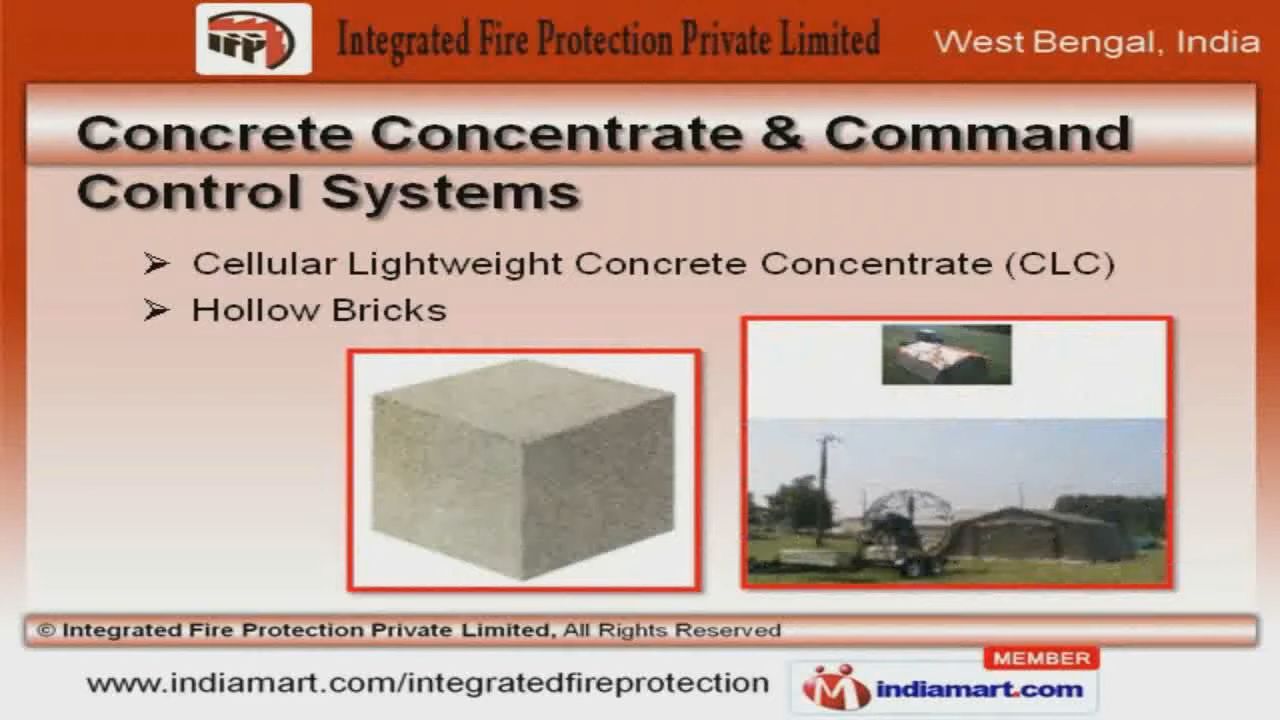 IFP
Integrated Fire Protection Private Limited
West Bengal, India
Concrete Concentrate & Command
Control Systems
➢ Cellular Lightweight Concrete Concentrate (CLC)
➢ Hollow Bricks
© Integrated Fire Protection Private Limited, All Rights Reserved
www.indiamart.com/integratedfireprotection
MEMBER
indiamart.com